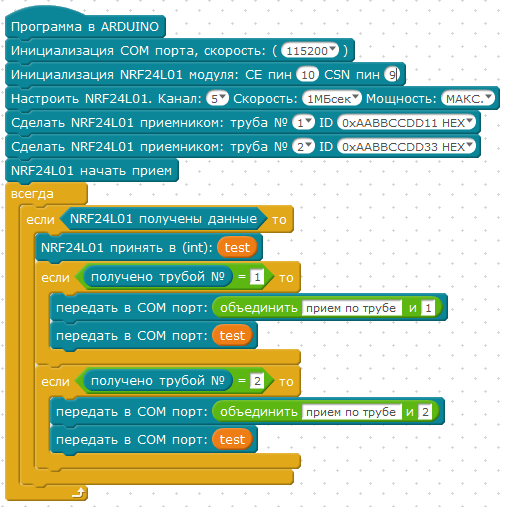 Программа в ARDUINO
Инициализация COM порта, скорость: ( 115200 )
Инициализация NRF24L01 модуля: CE пин 10 CSN пин 9
Настроить NRF24L01. Канал: 5 Скорость: 1МБсек Мощность: МАКС.
Сделать NRF24L01 приемником: труба № 1 ID 0xAABBCCDD11 HEX
Сделать NRF24L01 приемником: труба № 2 ID 0xAABBCCDD33 HEX
NRF24L01 начать прием
всегда
если NRF24L01 получены данные то
NRF24L01 принять в (int): test
если получено трубой № = 1 то
передать в COM порт: объединить прием по трубе и 1
передать в COM порт: test
если получено трубой № = 2 то
передать в COM порт: объединить прием по трубе и 2
передать в COM порт: test